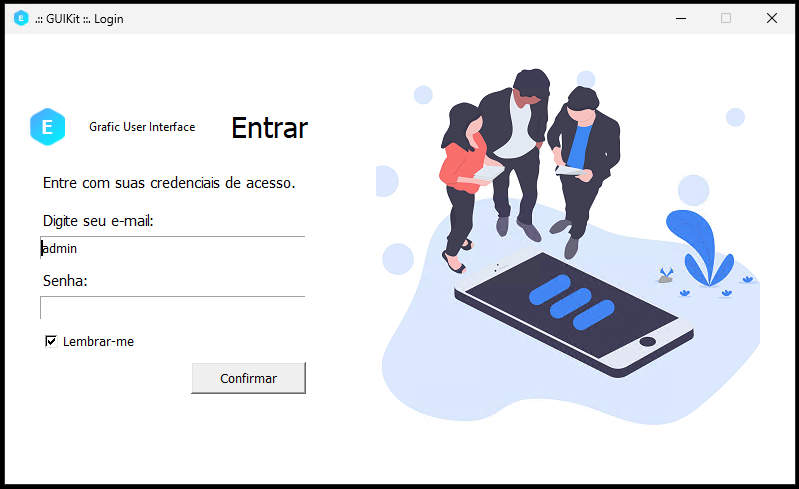 .:: GUIKit ::. Login
E
Grafic User Interface
Entrar
Entre com suas credenciais de acesso.
Digite seu e-mail:
admin
Senha:
Lembrar-me
Confirmar